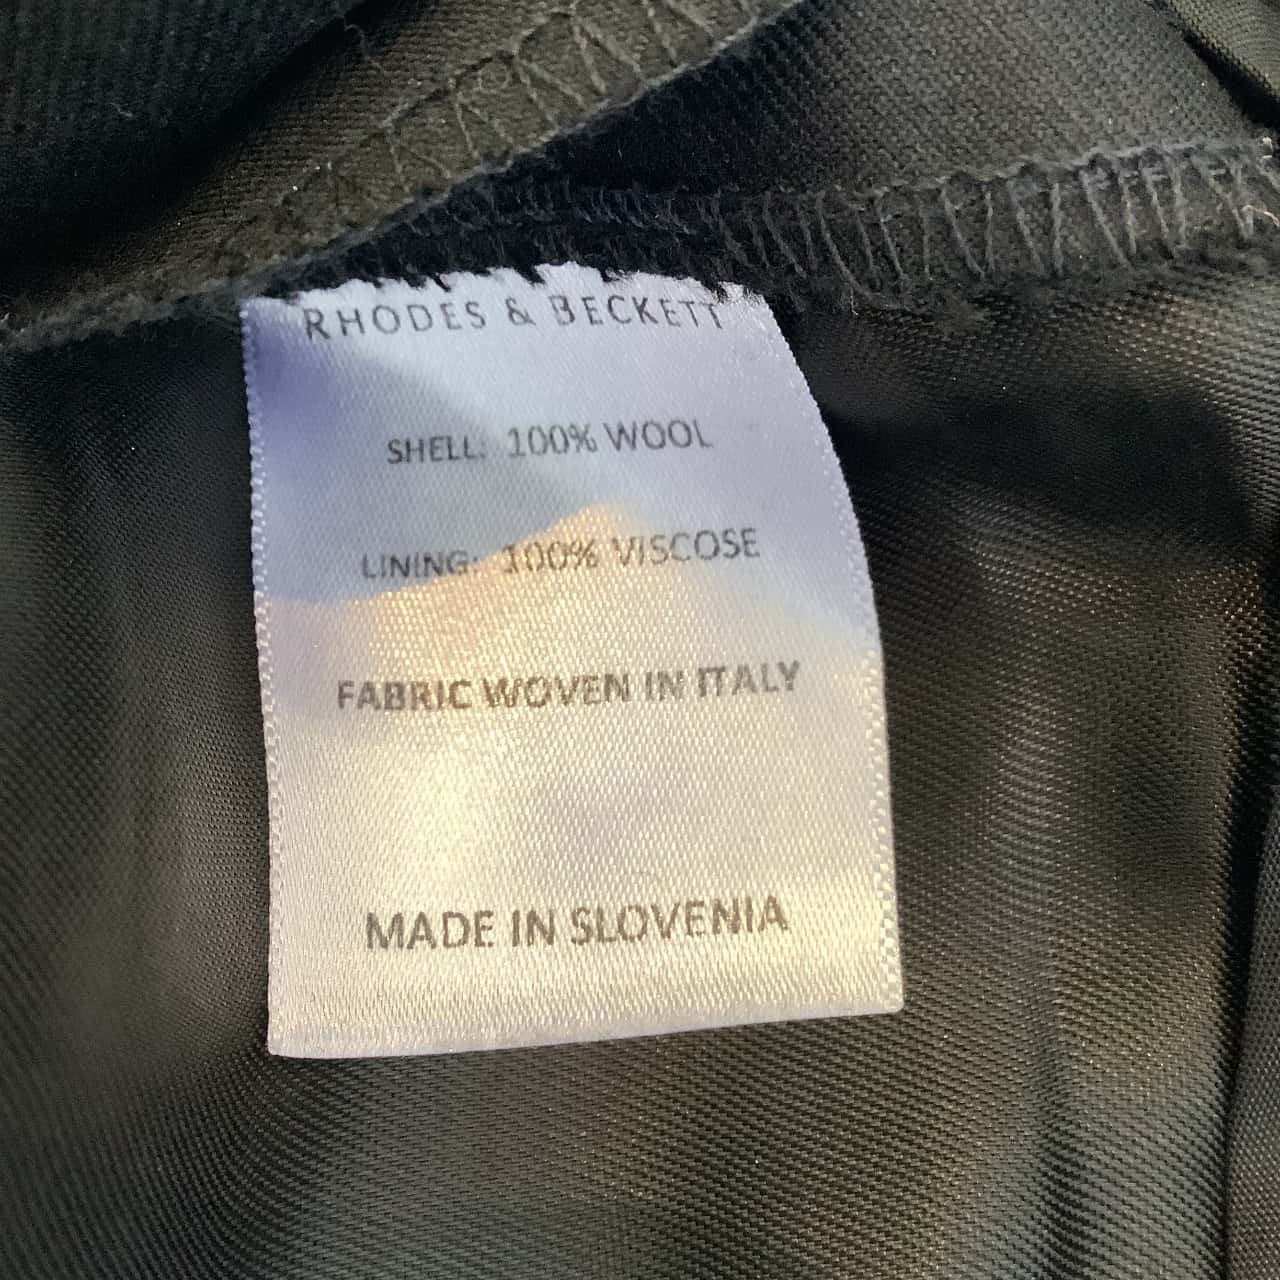 RHODES & BECKETT
SHELL: 100% WOOL
LINING: 100% VISCOSE
FABRIC WOVEN IN ITALY
MADE IN SLOVENIA